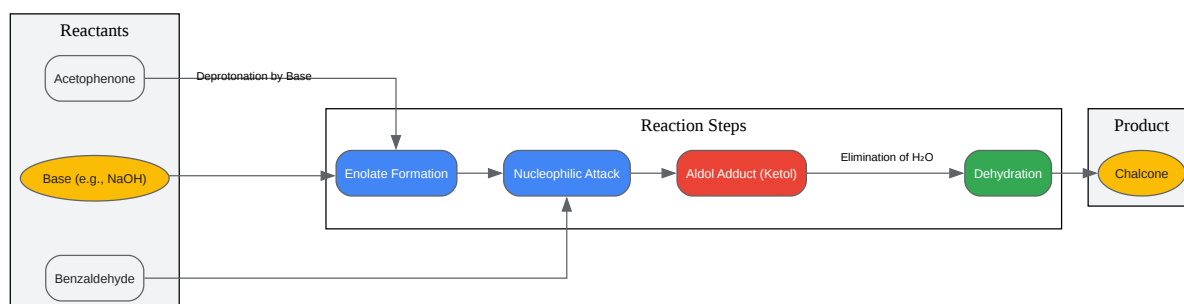 Reactants
Acetophenone
Deprotonation by Base
Reaction Steps
Product
Elimination of H₂O
Base (e.g., NaOH)
Enolate Formation
Nucleophilic Attack
Aldol Adduct (Ketol)
Dehydration
Chalcone
Benzaldehyde